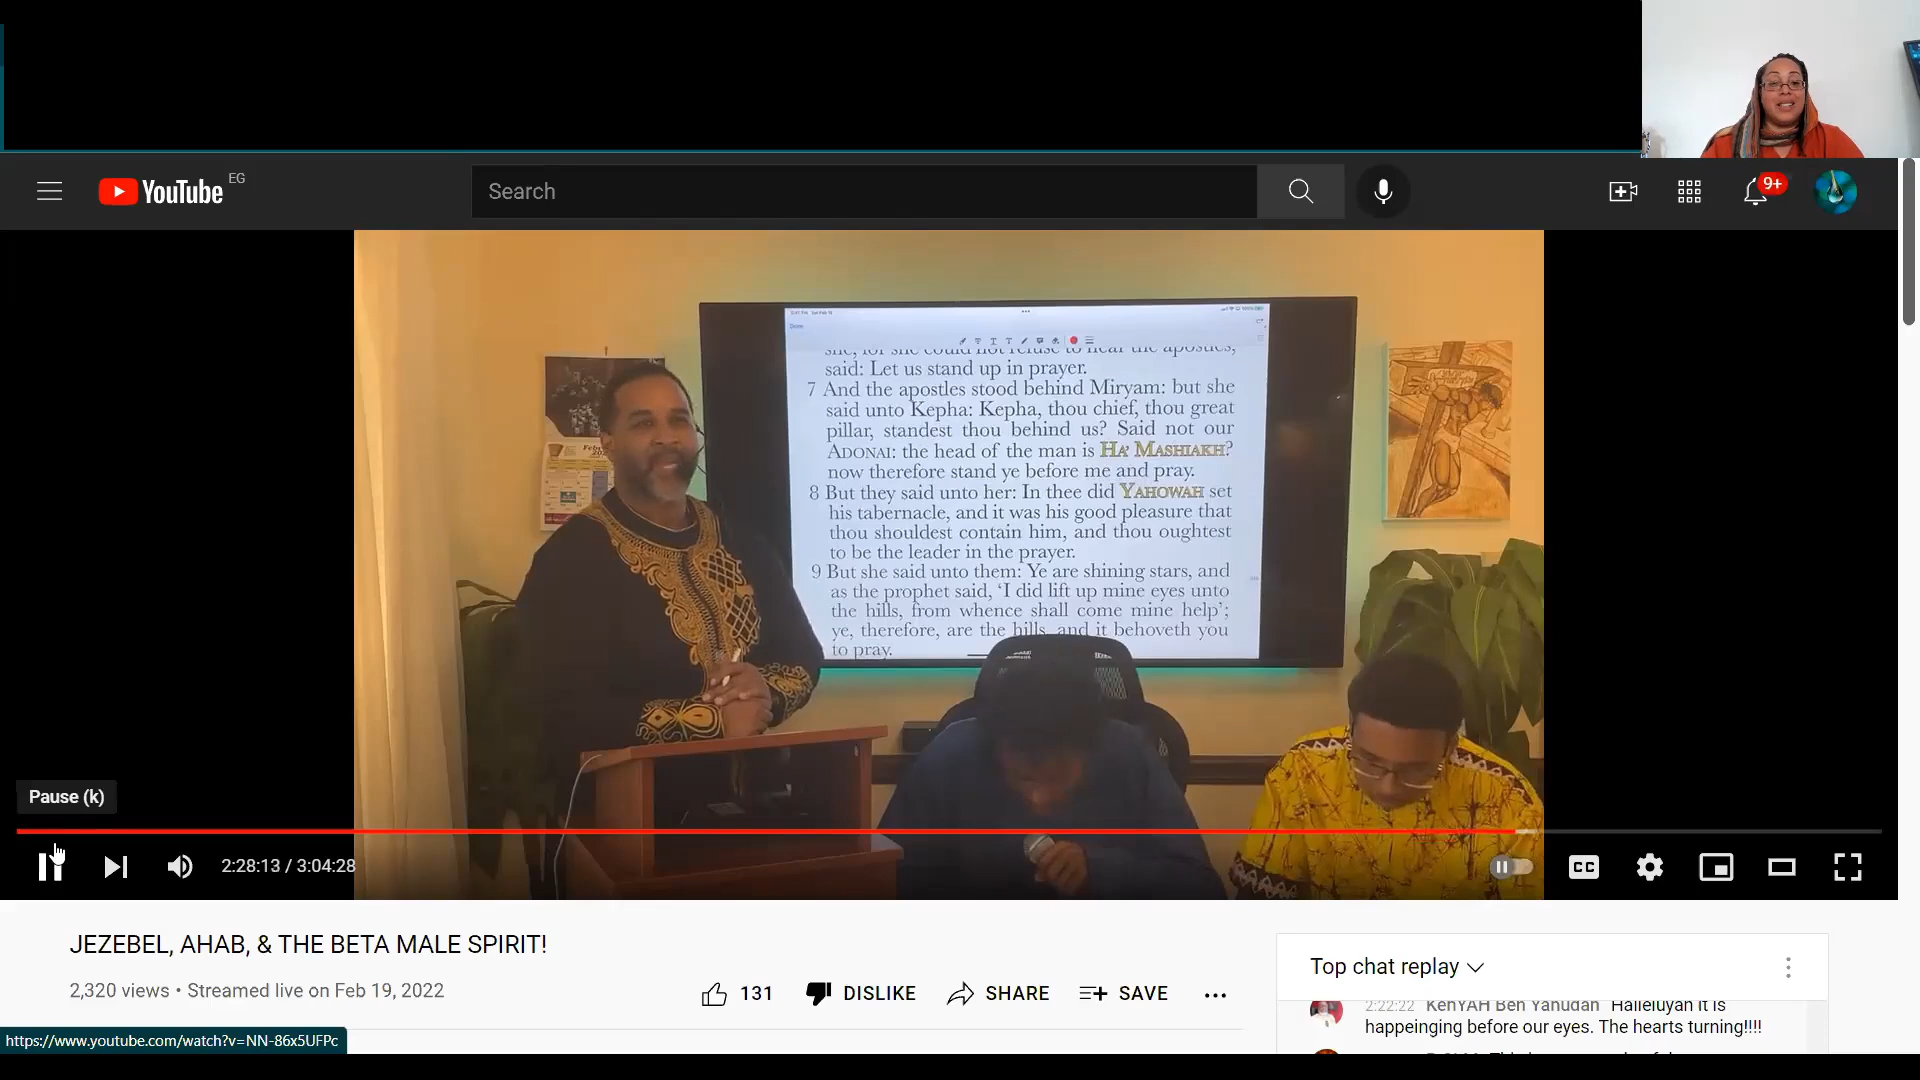 YouTube EG
Search
9+
Done
said: Let us stand up in prayer.
7 And the apostles stood behind Miryam: but she
said unto Kepha: Kepha, thou chief, thou great
pillar, standest thou behind us? Said not our
ADONAI: the head of the man is HA' MASHIAKH?
now therefore stand ye before me and pray.
8 But they said unto her: In thee did YAHOWAH set
his tabernacle, and it was his good pleasure that
thou shouldest contain him, and thou oughtest
to be the leader in the prayer.
9 But she said unto them: Ye are shining stars, and
as the prophet said, ‘I did lift up mine eyes unto
the hills, from whence shall come mine help’;
ye, therefore, are the hills, and it behoveth you
to pray.
Pause (k)
2:28:13 / 3:04:28
CC
JEZEBEL, AHAB, & THE BETA MALE SPIRIT!
2,320 views • Streamed live on Feb 19, 2022
131 DISLIKE SHARE SAVE
Top chat replay
2:22:22 KenYAH Ben Yahudah Halleluyah it is
happeinging before our eyes. The hearts turning!!!!
https://www.youtube.com/watch?v=NN-86x5UFPc